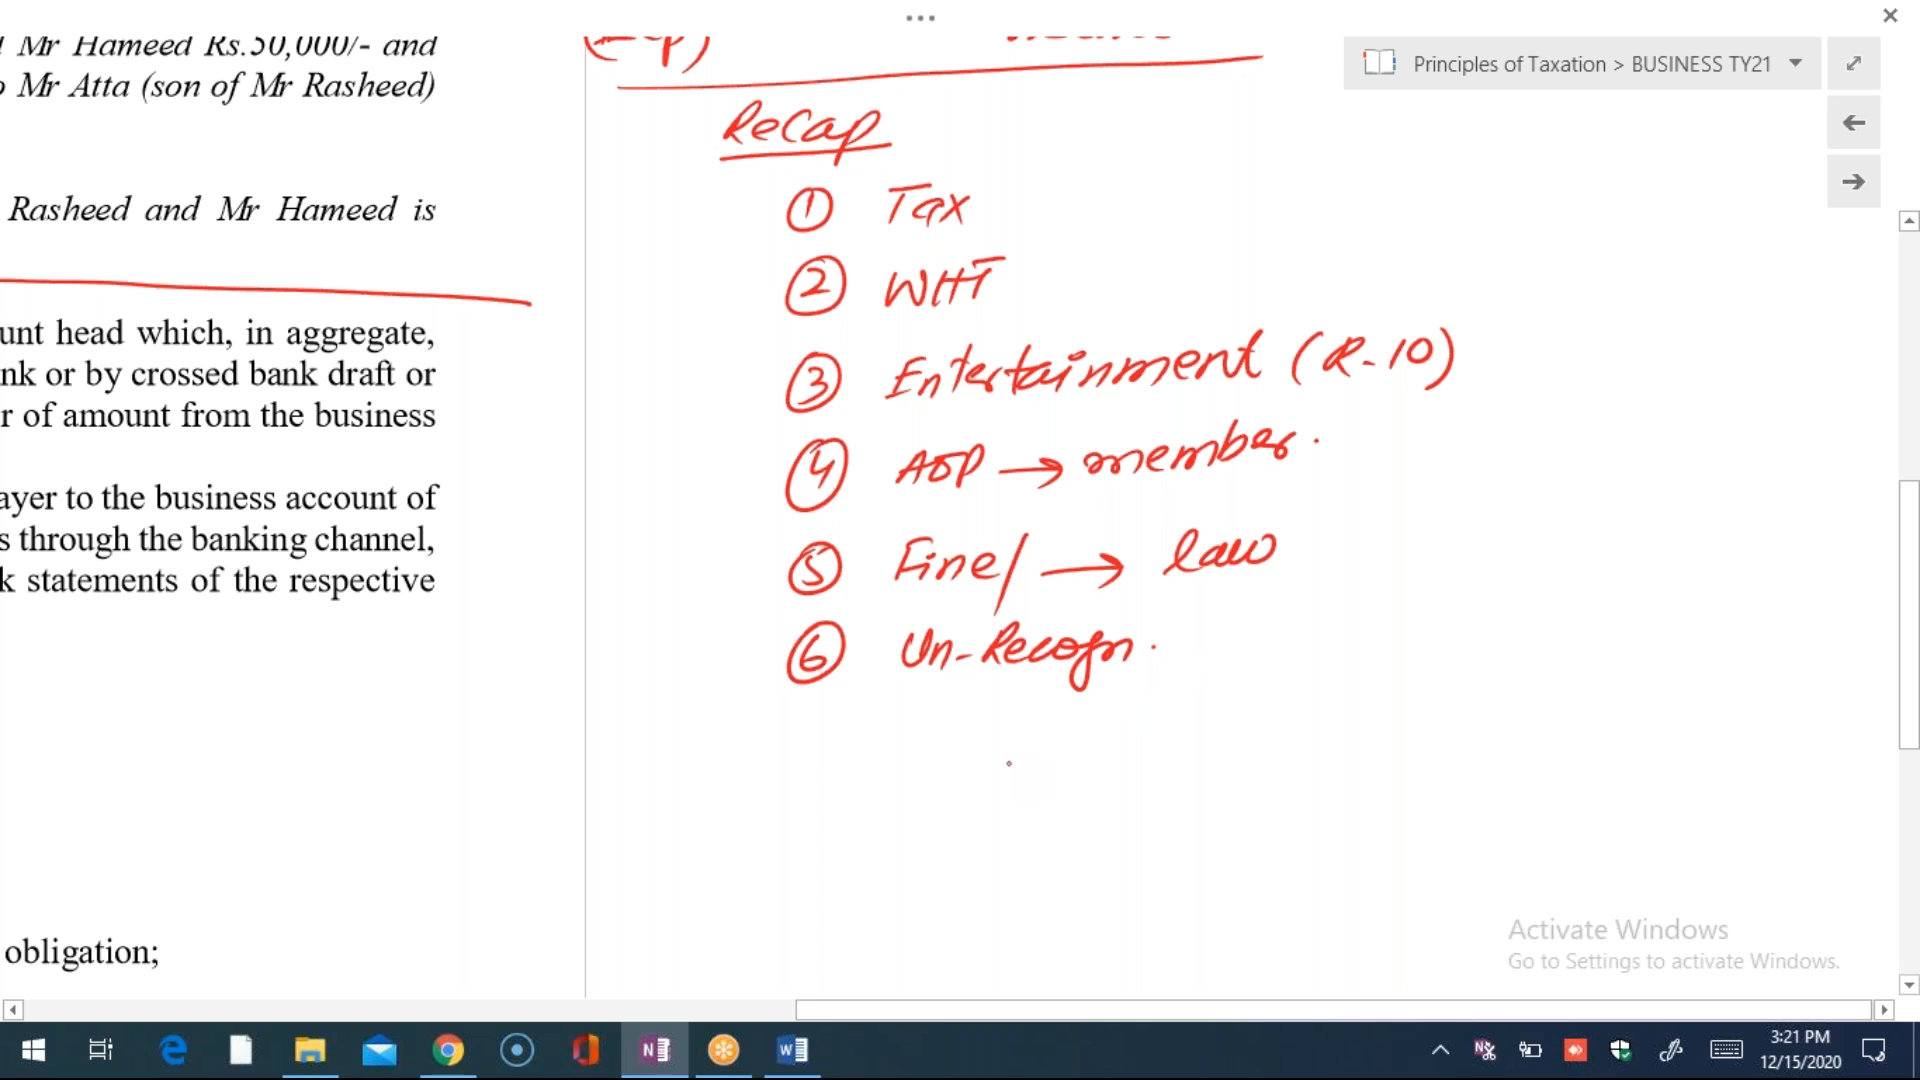 Mr Hameed Rs.50,000/- and
Mr Atta (son of Mr Rasheed)
Rasheed and Mr Hameed is
unt head which, in aggregate,
nk or by crossed bank draft or
r of amount from the business
ayer to the business account of
s through the banking channel,
k statements of the respective
obligation;
Recap
① Tax
② WHT
③ Entertainment (R-10)
④ AOP → member.
⑤ Fine/ → law
⑥ Un-Recogn.
Principles of Taxation > BUSINESS TY21
Activate Windows
Go to Settings to activate Windows.
3:21 PM
12/15/2020